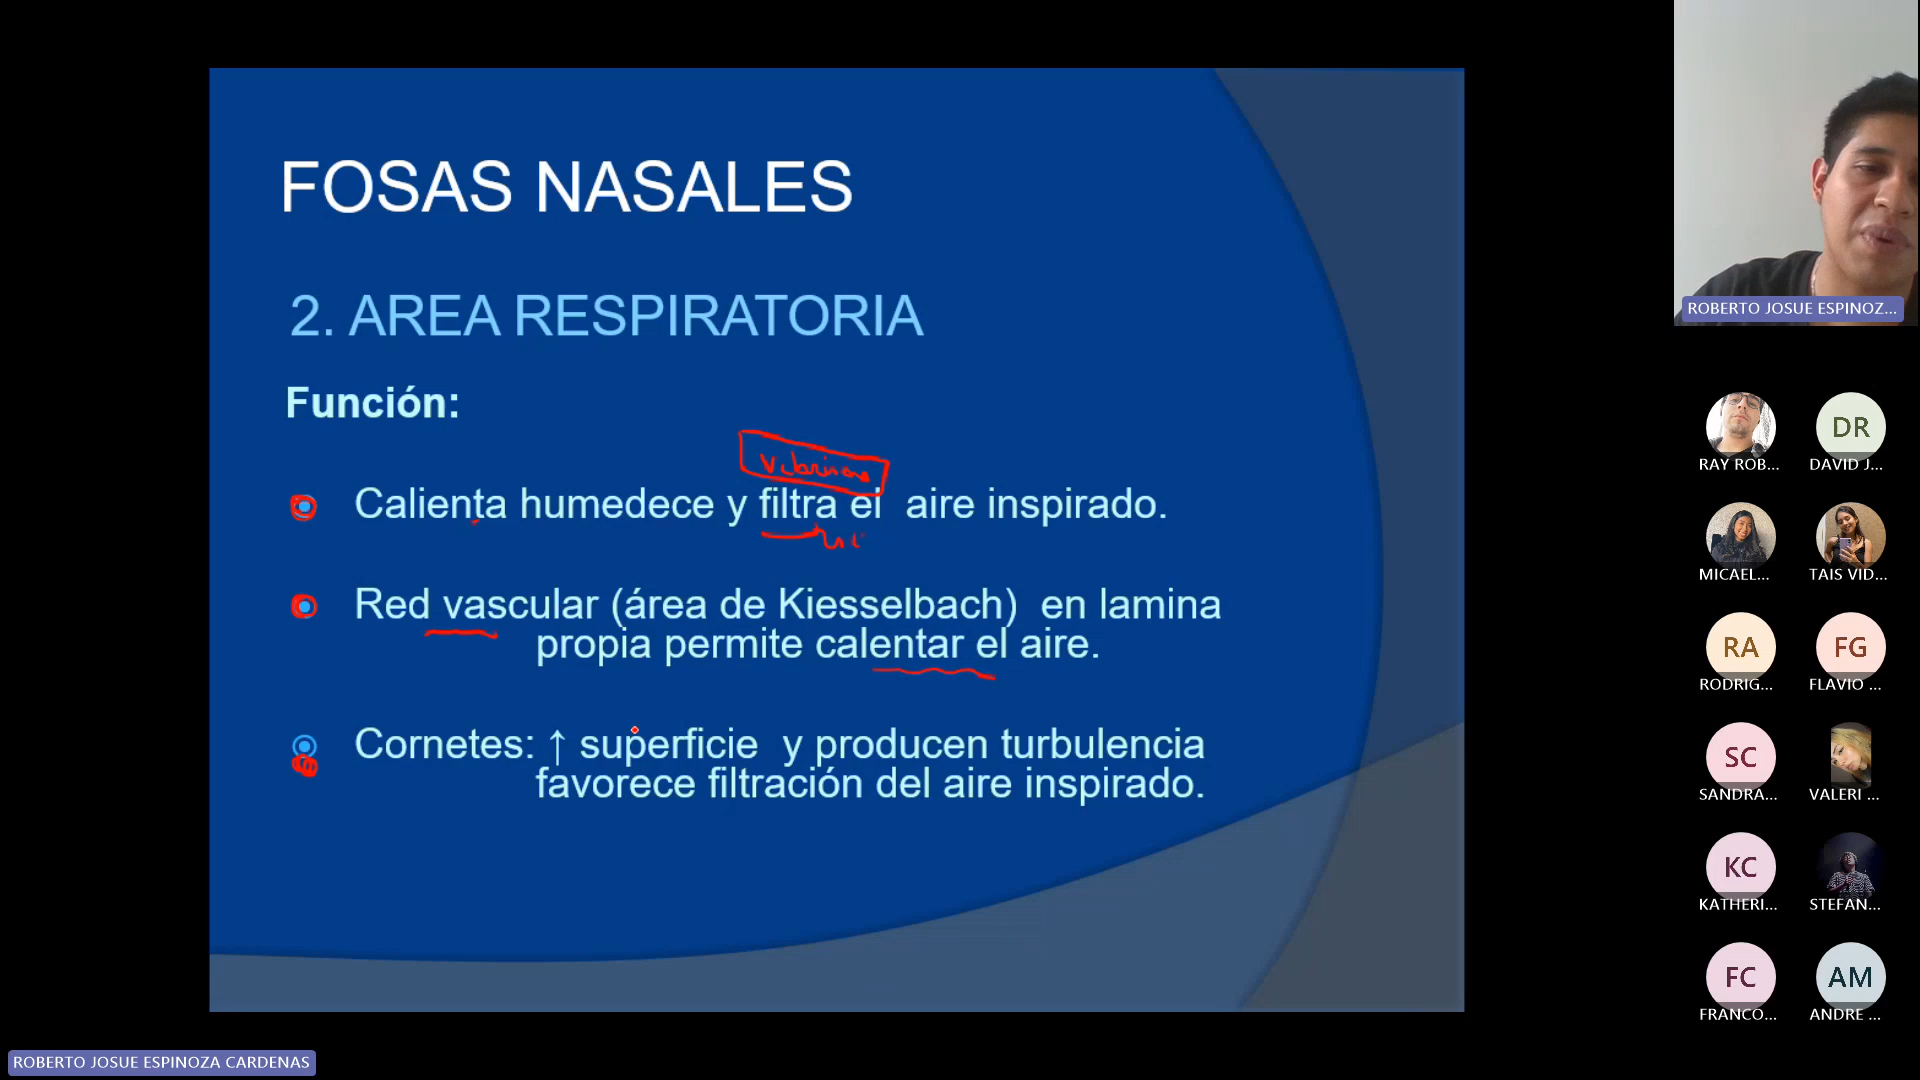 FOSAS NASALES
2. AREA RESPIRATORIA
Función:
Calienta humedece y filtra el aire inspirado.
Red vascular (área de Kiesselbach) en lamina
propia permite calentar el aire.
Cornetes: ↑ superficie y producen turbulencia
favorece filtración del aire inspirado.
ROBERTO JOSUE ESPINOZ...
RAY ROB...
DAVID J...
MICAEL...
TAIS VID...
RA
FG
RODRIG...
FLAVIO ...
SC
SANDRA...
VALERI ...
KC
KATHERI...
STEFAN...
FC
AM
FRANCO...
ANDRE ...
DR
ROBERTO JOSUE ESPINOZA CARDENAS